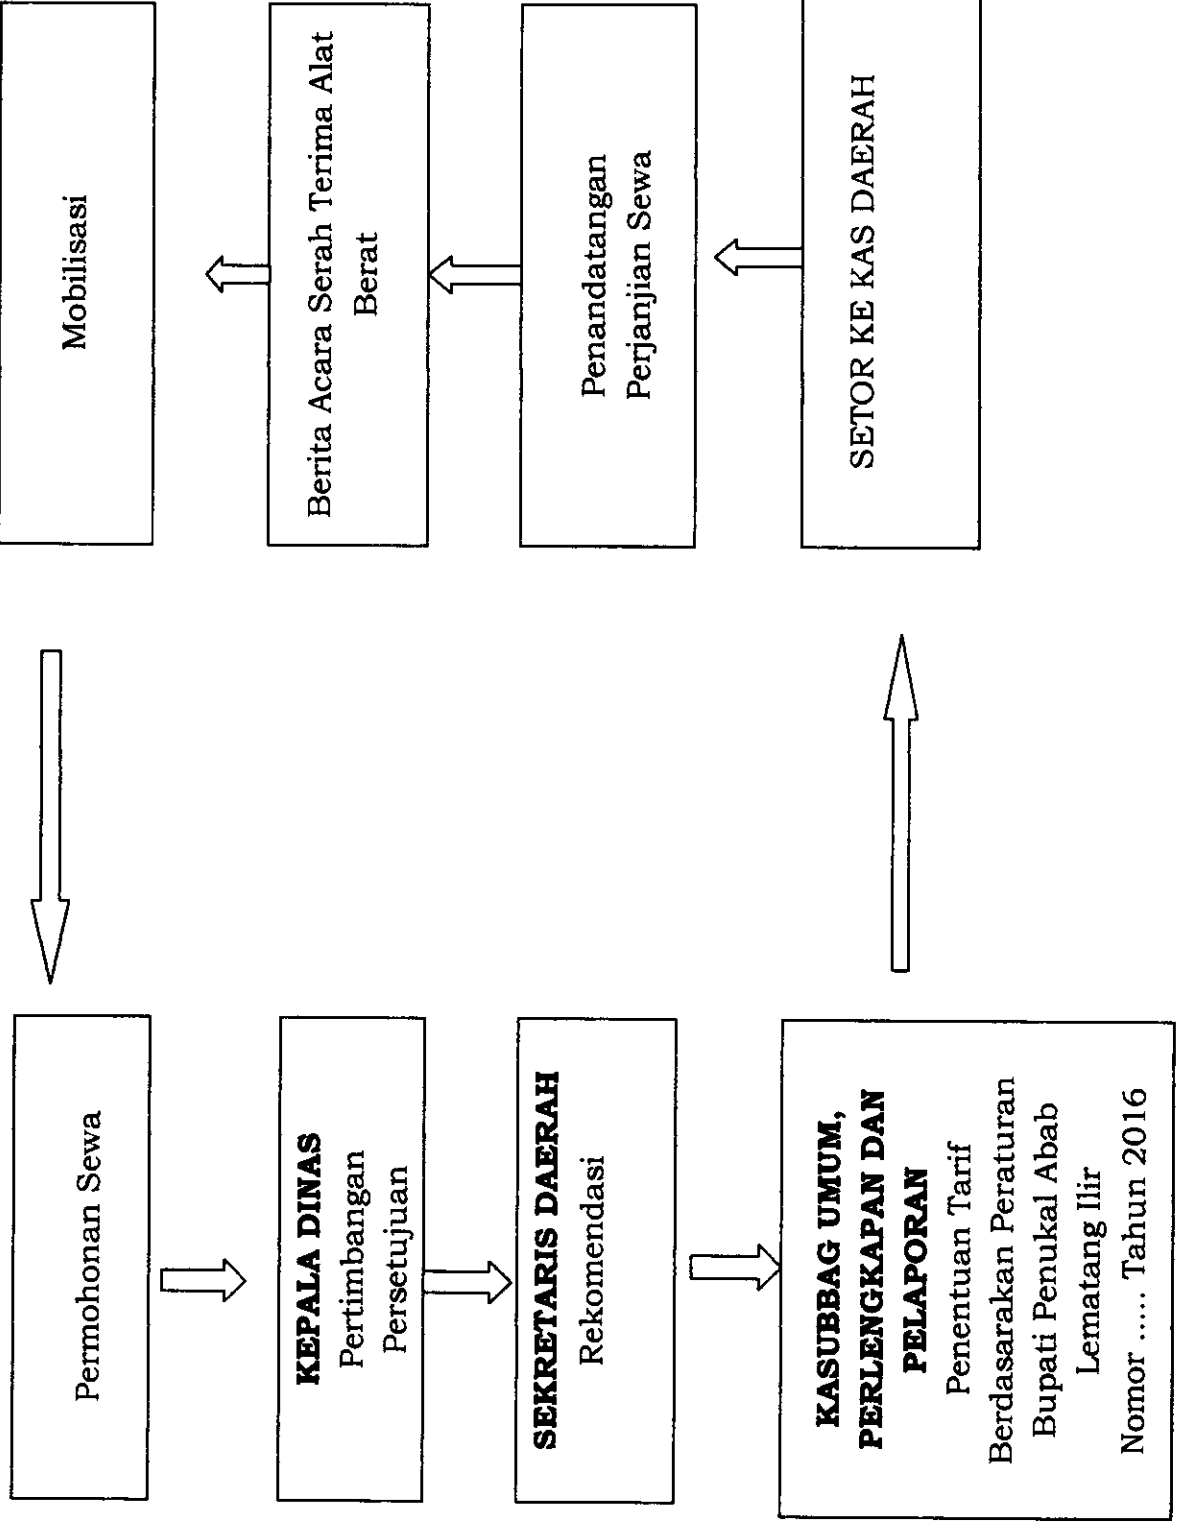 Permohonan Sewa
KEPALA DINAS
Pertimbangan
Persetujuan
SEKRETARIS DAERAH
Rekomendasi
KASUBBAG UMUM,
PERLENGKAPAN DAN
PELAPORAN
Penentuan Tarif
Berdasarakan Peraturan
Bupati Penukal Abab
Lematang Ilir
Nomor ..... Tahun 2016
SETOR KE KAS DAERAH
Penandatangan
Perjanjian Sewa
Berita Acara Serah Terima Alat
Berat
Mobilisasi